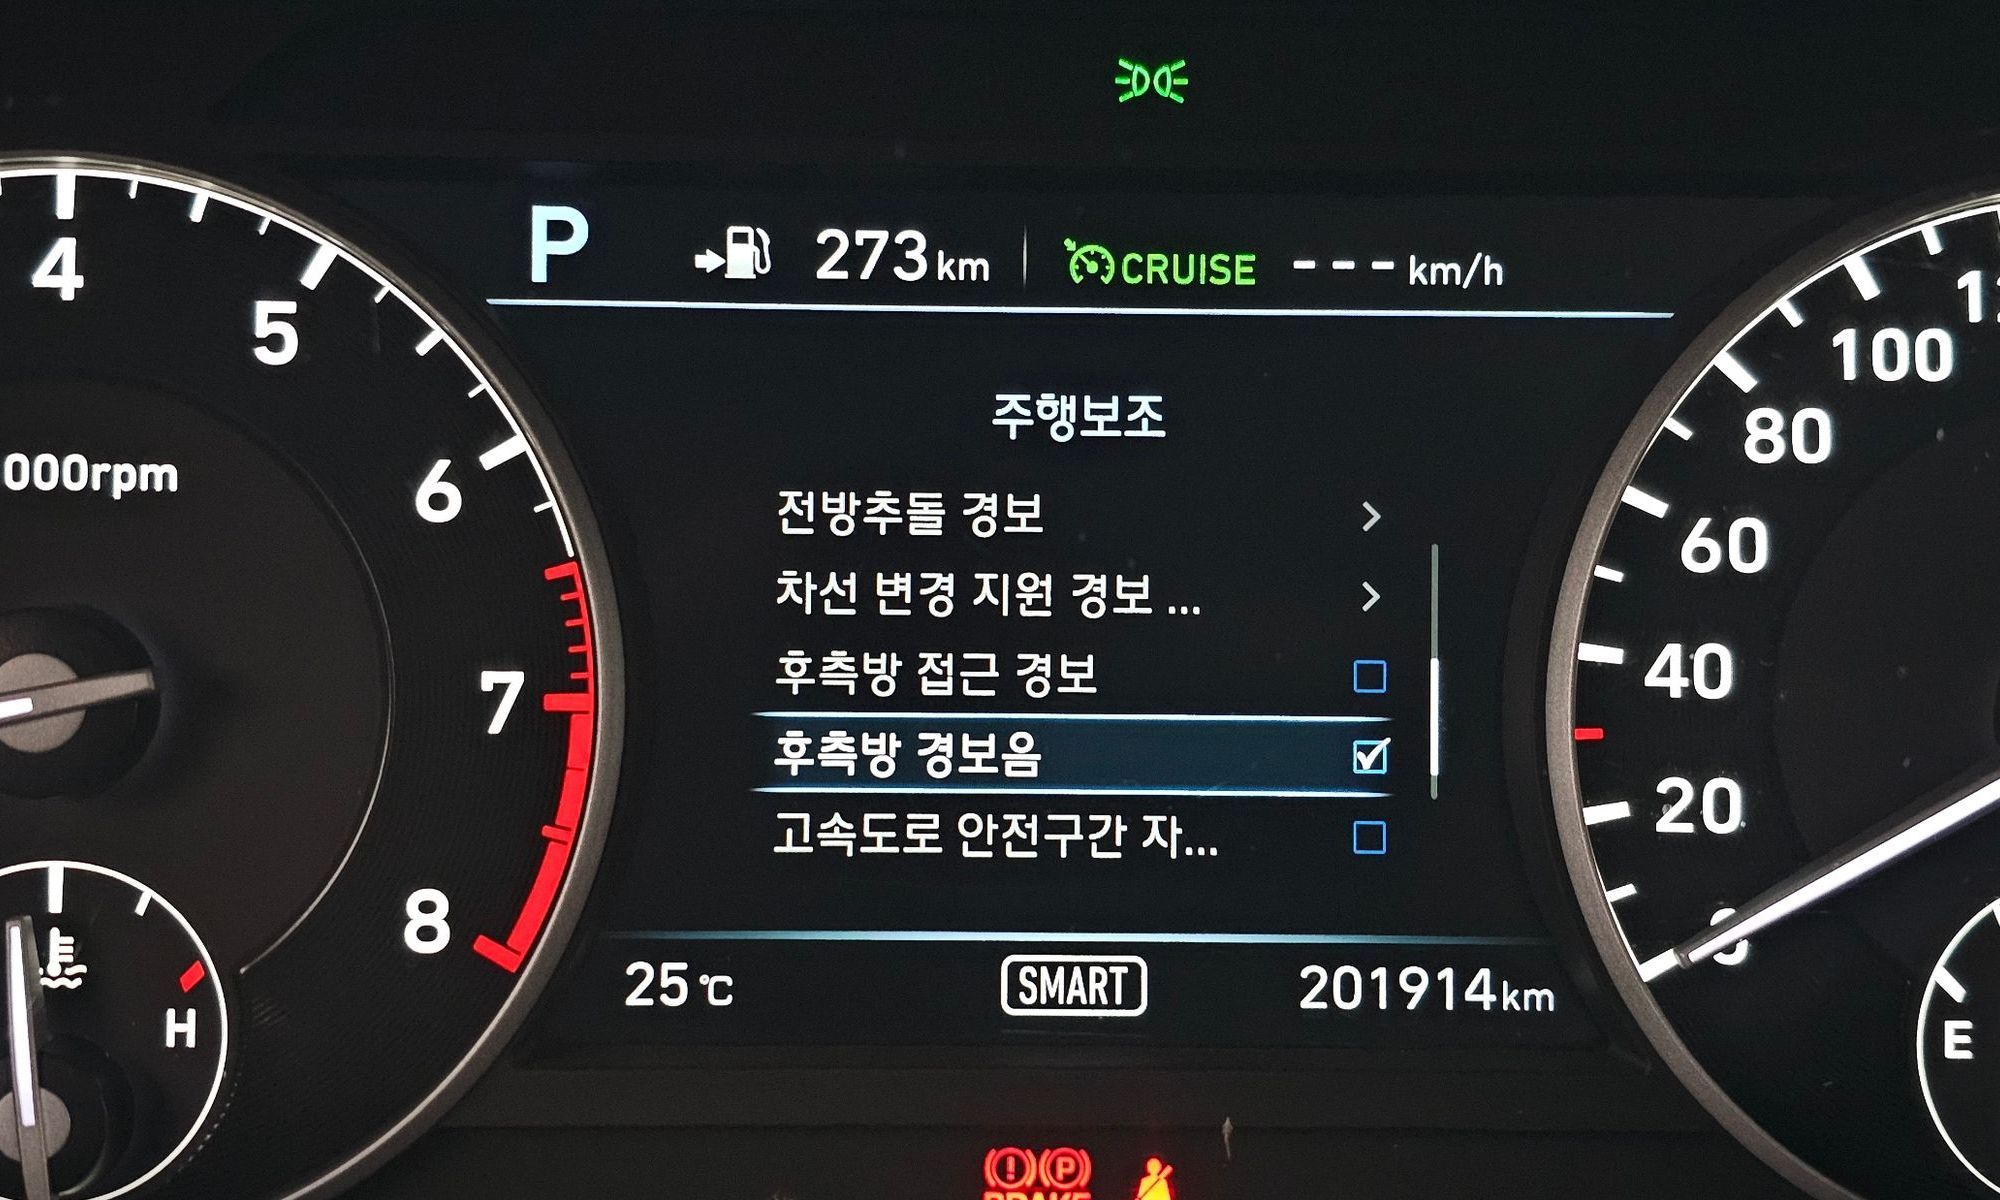 P 273km CRUISE --- km/h
4
5
6
7
8
000rpm
H
주행보조
전방추돌 경보
차선 변경 지원 경보 ...
후측방 접근 경보
후측방 경보음
고속도로 안전구간 자...
25℃ SMART 201914km
100
80
60
40
20
0
E
P
BRAKE